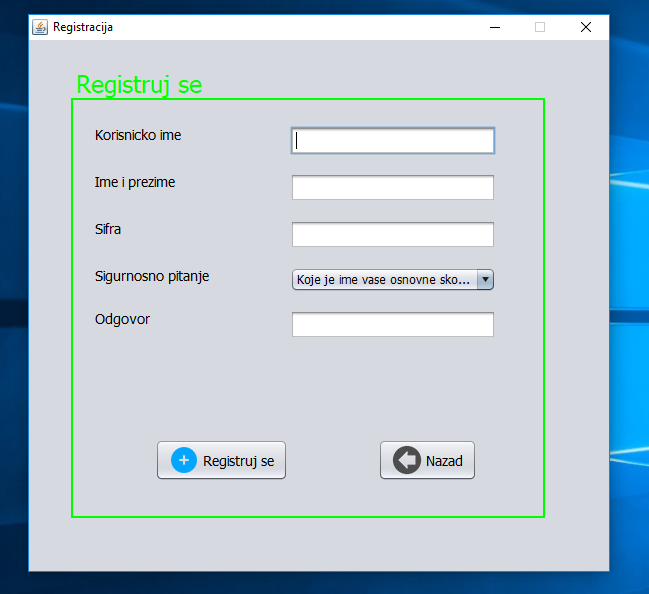 Registracija
Registruj se
Korisnicko ime
Ime i prezime
Sifra
Sigurnosno pitanje
Koje je ime vase osnovne sko...
Odgovor
Registruj se
Nazad